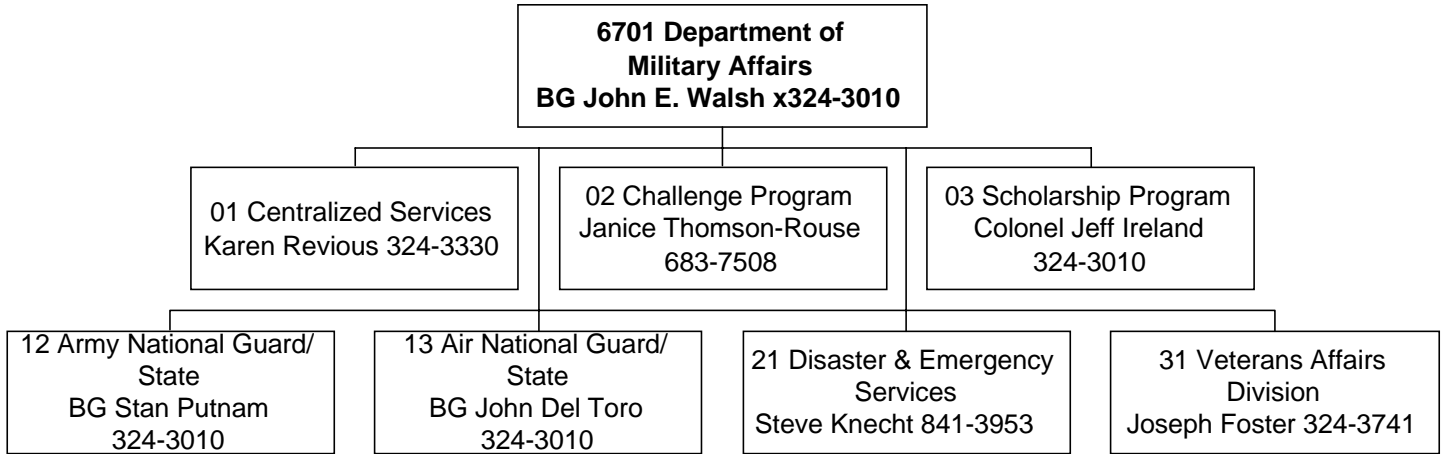 6701 Department of
Military Affairs
BG John E. Walsh x324-3010
01 Centralized Services
Karen Revious 324-3330
02 Challenge Program
Janice Thomson-Rouse
683-7508
03 Scholarship Program
Colonel Jeff Ireland
324-3010
12 Army National Guard/
State
BG Stan Putnam
324-3010
13 Air National Guard/
State
BG John Del Toro
324-3010
21 Disaster & Emergency
Services
Steve Knecht 841-3953
31 Veterans Affairs
Division
Joseph Foster 324-3741